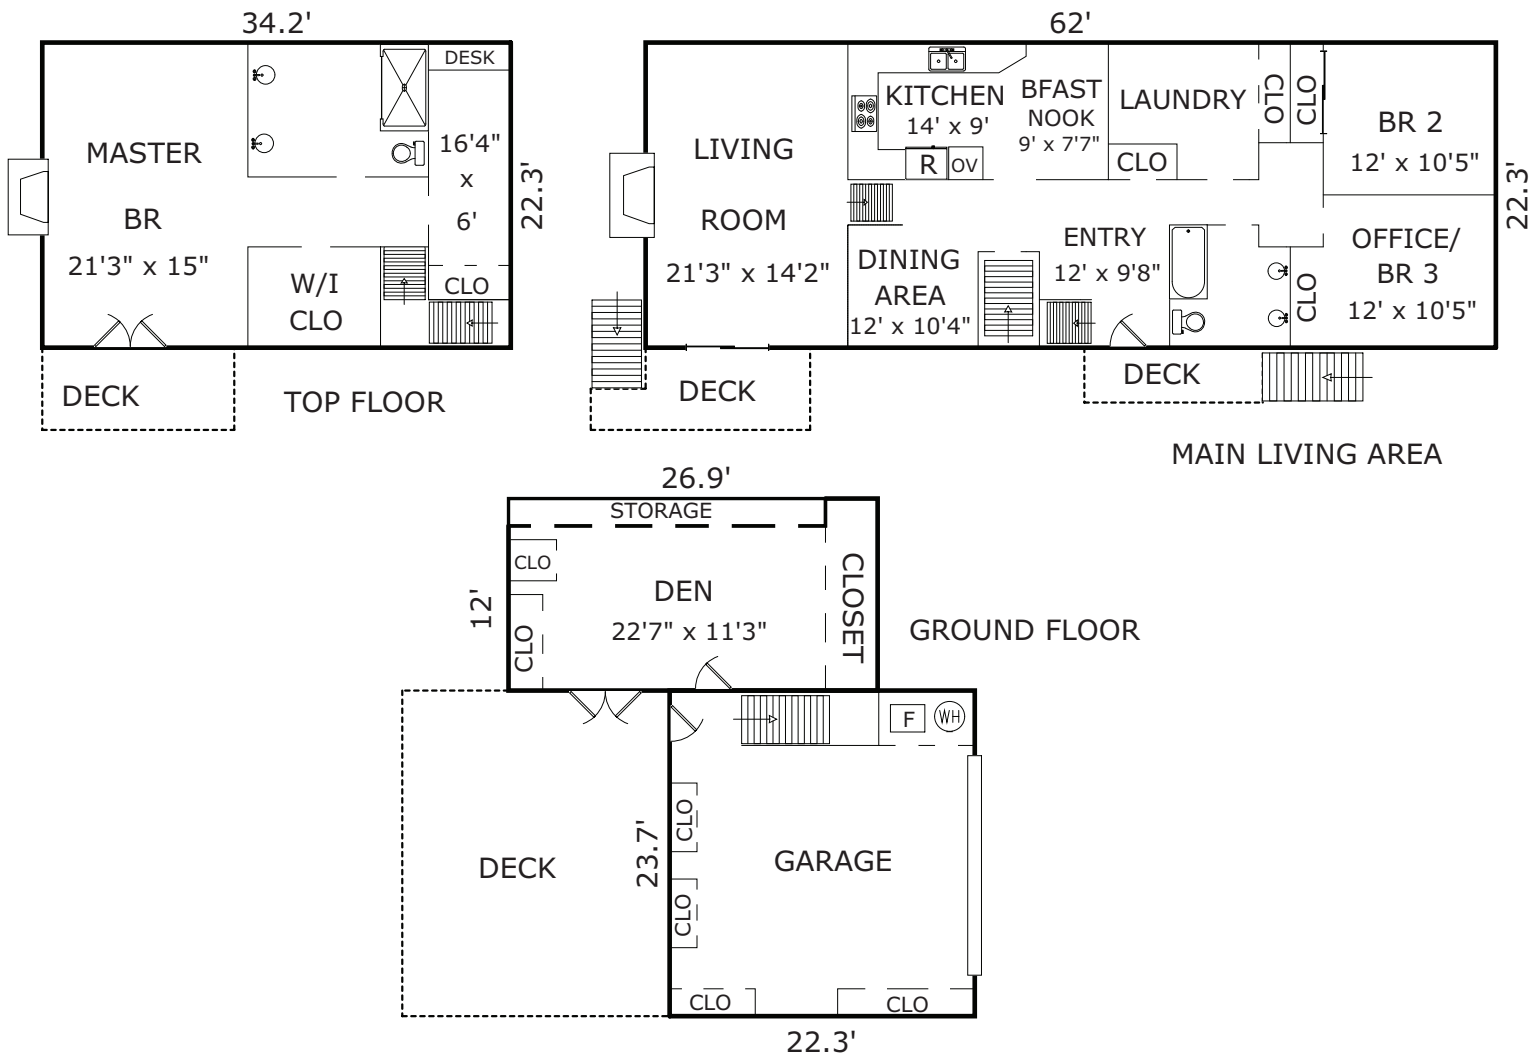 34.2'
DESK
MASTER
BR
21'3" x 15"
16'4"
x
6'
22.3'
W/I
CLO
CLO
DECK
TOP FLOOR
62'
LIVING
ROOM
21'3" x 14'2"
KITCHEN
14' x 9'
R
OV
BFAST
NOOK
9' x 7'7"
LAUNDRY
CLO
CLO
CLO
BR 2
12' x 10'5"
22.3'
DINING
AREA
12' x 10'4"
ENTRY
12' x 9'8"
CLO
OFFICE/
BR 3
12' x 10'5"
DECK
DECK
MAIN LIVING AREA
26.9'
STORAGE
CLO
CLO
12'
DEN
22'7" x 11'3"
CLOSET
GROUND FLOOR
F
WH
DECK
23.7'
CLO
CLO
GARAGE
CLO
CLO
22.3'